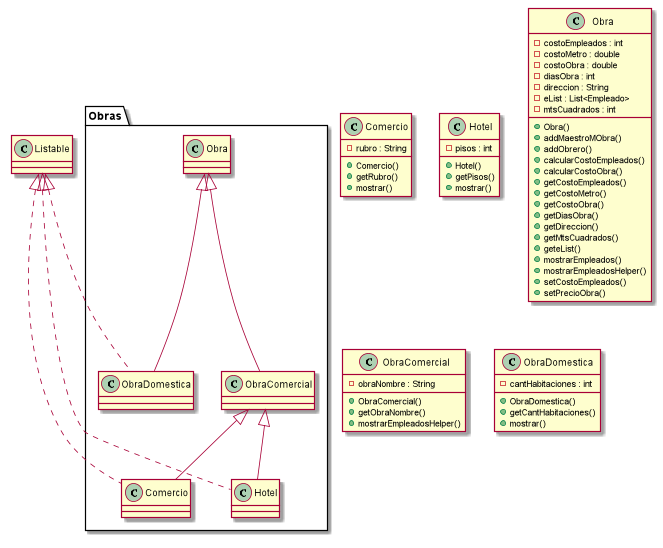 Obras
C Listable
C Obra
C ObraDomestica
C ObraComercial
C Comercio
C Hotel
C Comercio
rubro : String
Comercio()
getRubro()
mostrar()
C Hotel
pisos : int
Hotel()
getPisos()
mostrar()
C Obra
costoEmpleados : int
costoMetro : double
costoObra : double
diasObra : int
direccion : String
eList : List<Empleado>
mtsCuadrados : int
Obra()
addMaestroMObra()
addObrero()
calcularCostoEmpleados()
calcularCostoObra()
getCostoEmpleados()
getCostoMetro()
getCostoObra()
getDiasObra()
getDireccion()
getMtsCuadrados()
geteList()
mostrarEmpleados()
mostrarEmpleadosHelper()
setCostoEmpleados()
setPrecioObra()
C ObraComercial
obraNombre : String
ObraComercial()
getObraNombre()
mostrarEmpleadosHelper()
C ObraDomestica
cantHabitaciones : int
ObraDomestica()
getCantHabitaciones()
mostrar()